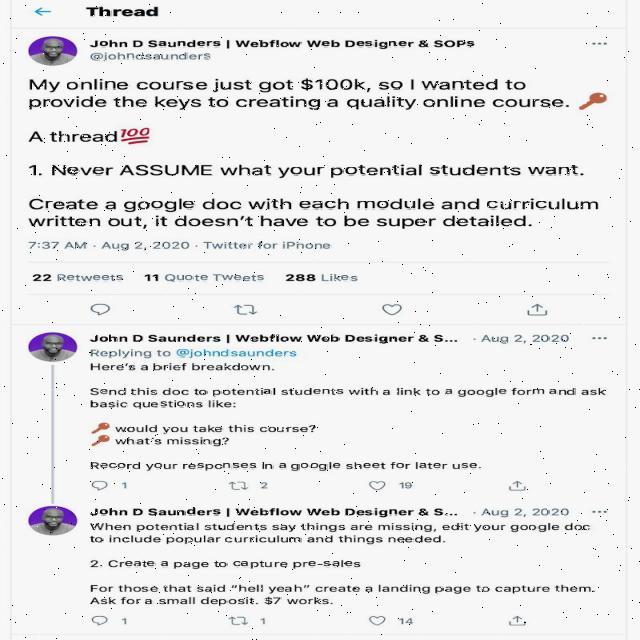 Thread
John D Saunders | Webflow Web Designer & SOPs
@johndsaunders
My online course just got $100k, so I wanted to
provide the keys to creating a quality online course. 🔑
A thread💯
1. Never ASSUME what your potential students want.
Create a google doc with each module and curriculum
written out, it doesn't have to be super detailed.
7:37 AM · Aug 2, 2020 · Twitter for iPhone
22 Retweets 11 Quote Tweets 288 Likes
John D Saunders | Webflow Web Designer & S... · Aug 2, 2020
Replying to @johndsaunders
Here's a brief breakdown.
Send this doc to potential students with a link to a google form and ask
basic questions like:
🔑 would you take this course?
🔑 what's missing?
Record your responses in a google sheet for later use.
1 2 19
John D Saunders | Webflow Web Designer & S... · Aug 2, 2020
When potential students say things are missing, edit your google doc
to include popular curriculum and things needed.
2. Create a page to capture pre-sales
For those that said "hell yeah" create a landing page to capture them.
Ask for a small deposit. $7 works.
1 1 14